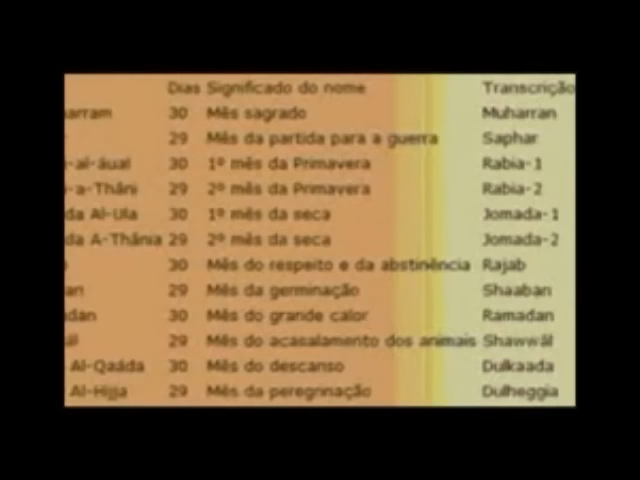 Dias Significado do nome Transcrição
arram 30 Mês sagrado Muharran
29 Mês da partida para a guerra Saphar
-al-áual 30 1º mês da Primavera Rabia-1
-a-Thâni 29 2º mês da Primavera Rabia-2
da Al-Ula 30 1º mês da seca Jomada-1
da A-Thânia 29 2º mês da seca Jomada-2
30 Mês do respeito e da abstinência Rajab
an 29 Mês da germinação Shaaban
dan 30 Mês do grande calor Ramadan
ál 29 Mês do acasalamento dos animais Shawwâl
Al-Qaáda 30 Mês do descanso Dulkaada
Al-Hijja 29 Mês da peregrinação Dulheggia